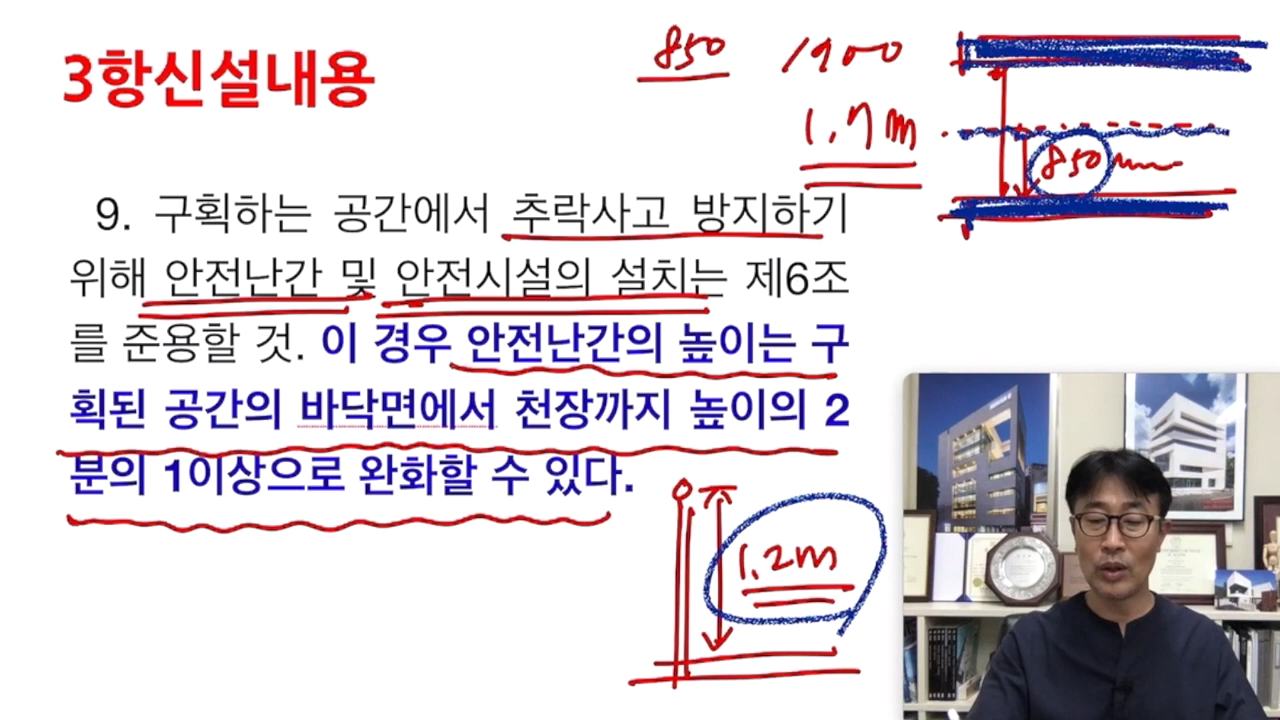 3항신설내용
850 1700
1.7m
850mm
9. 구획하는 공간에서 추락사고 방지하기
위해 안전난간 및 안전시설의 설치는 제6조
를 준용할 것. 이 경우 안전난간의 높이는 구
획된 공간의 바닥면에서 천장까지 높이의 2
분의 1이상으로 완화할 수 있다.
1.2m